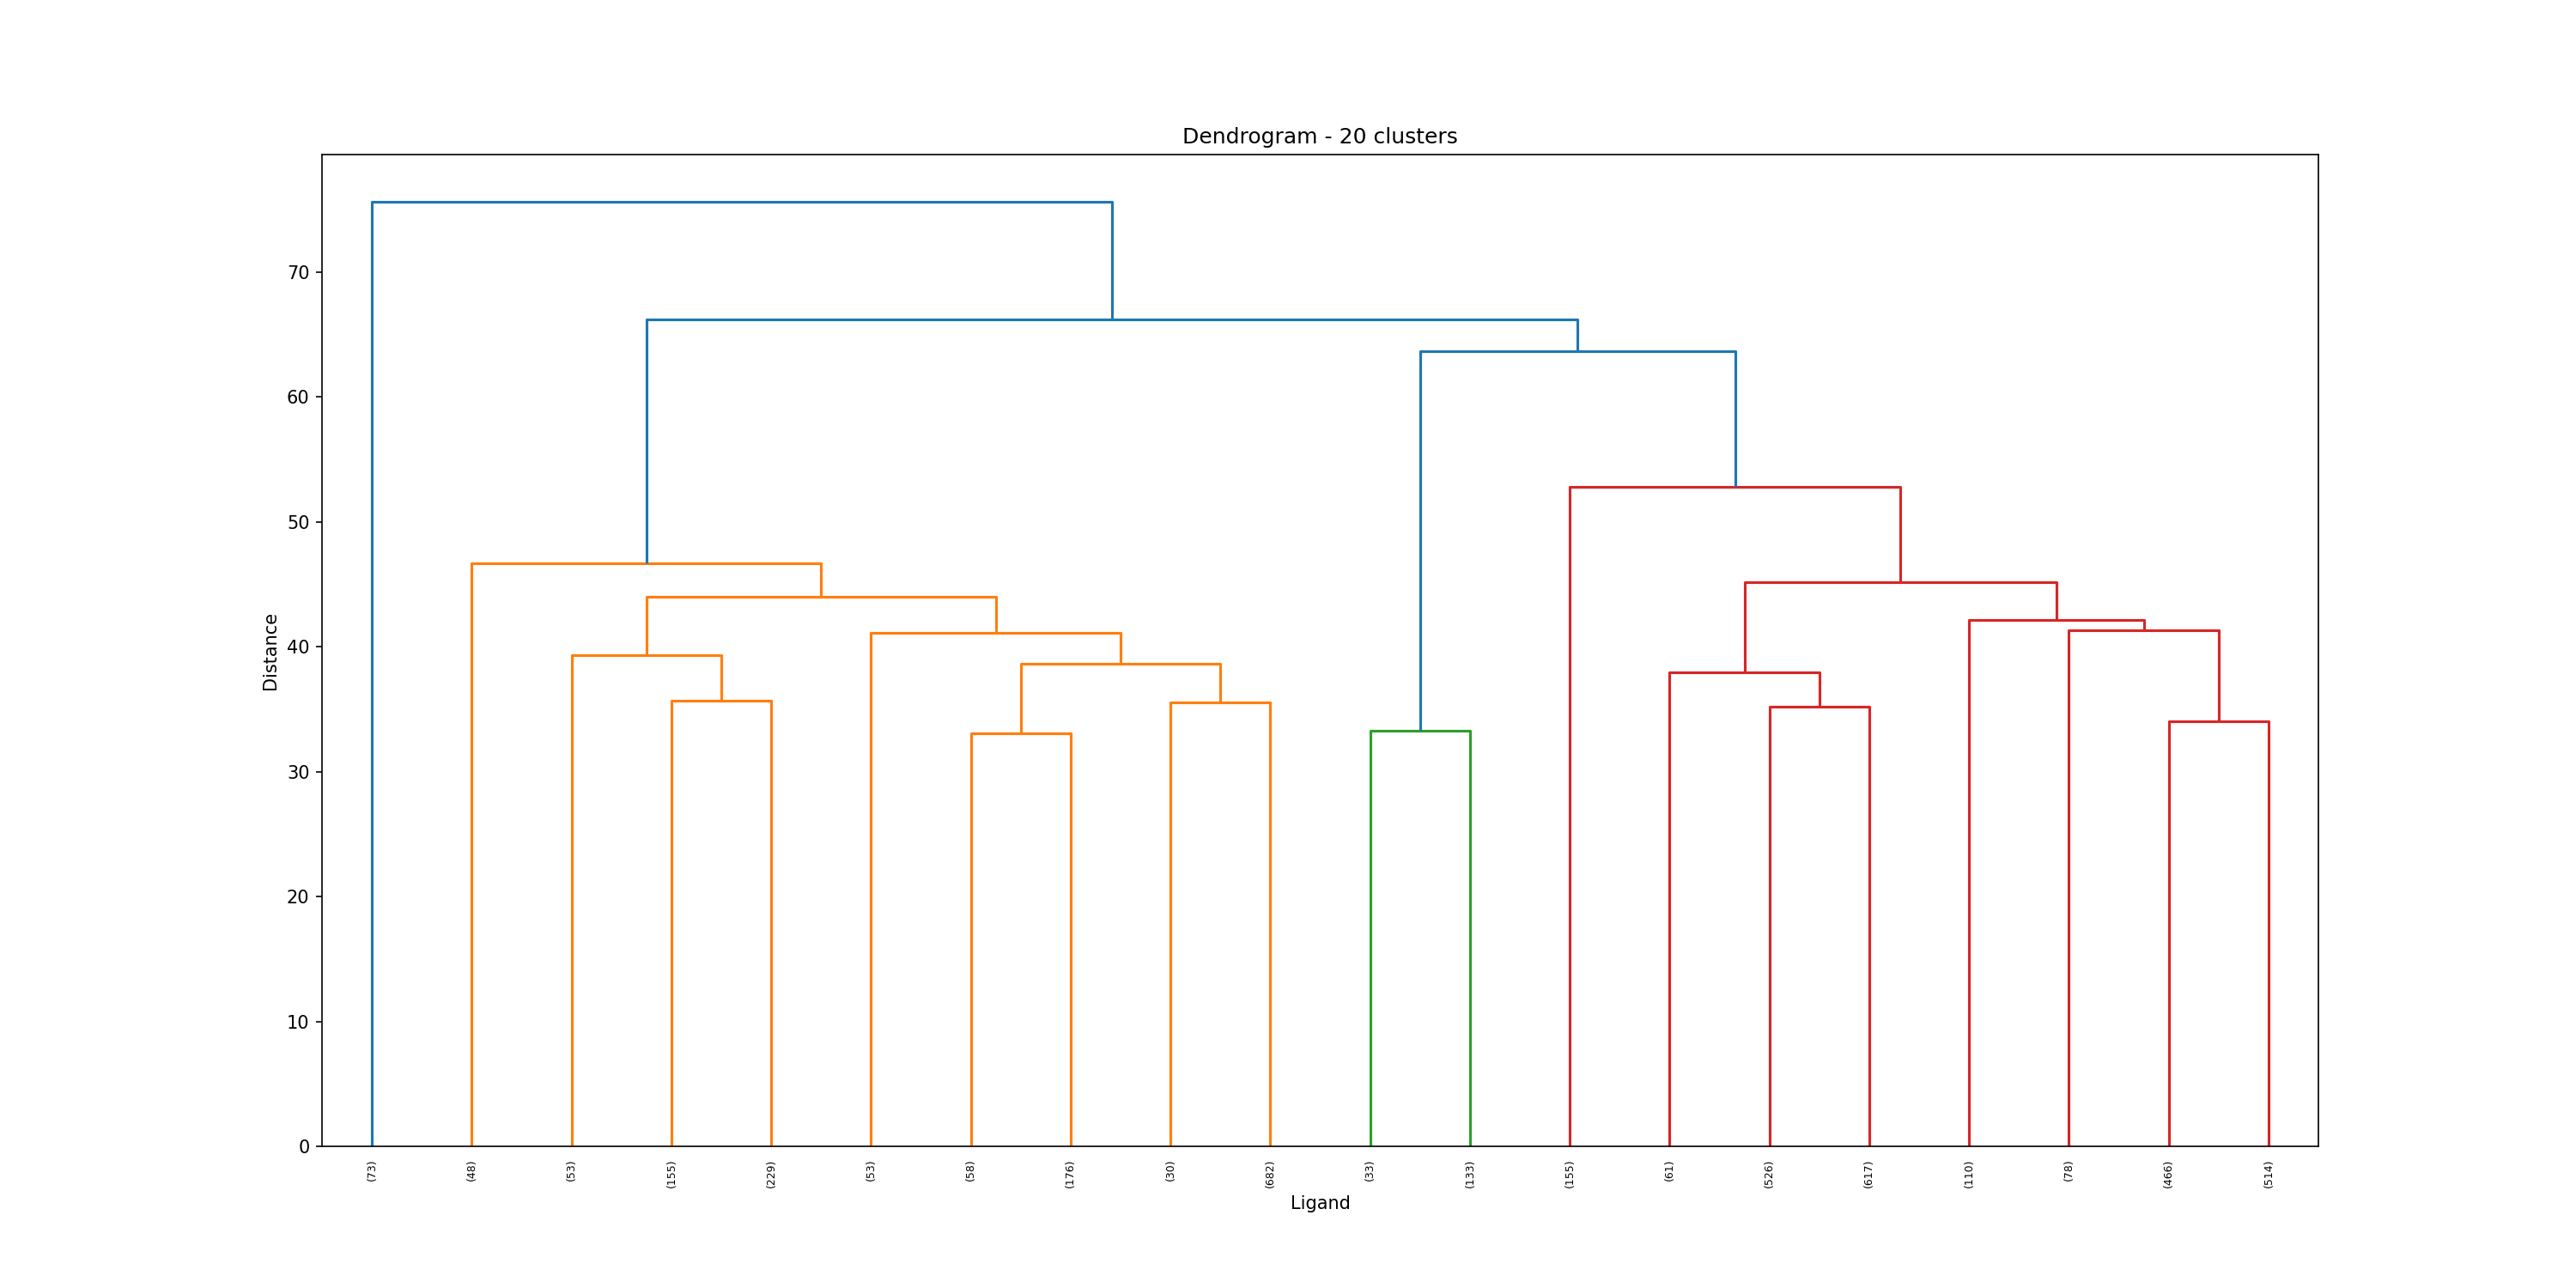 Dendrogram - 20 clusters
Distance
70
60
50
40
30
20
10
0
(73) (48) (53) (155) (229) (53) (58) (176) (30) (682) (33) (133) (155) (61) (526) (617) (110) (78) (466) (514)
Ligand